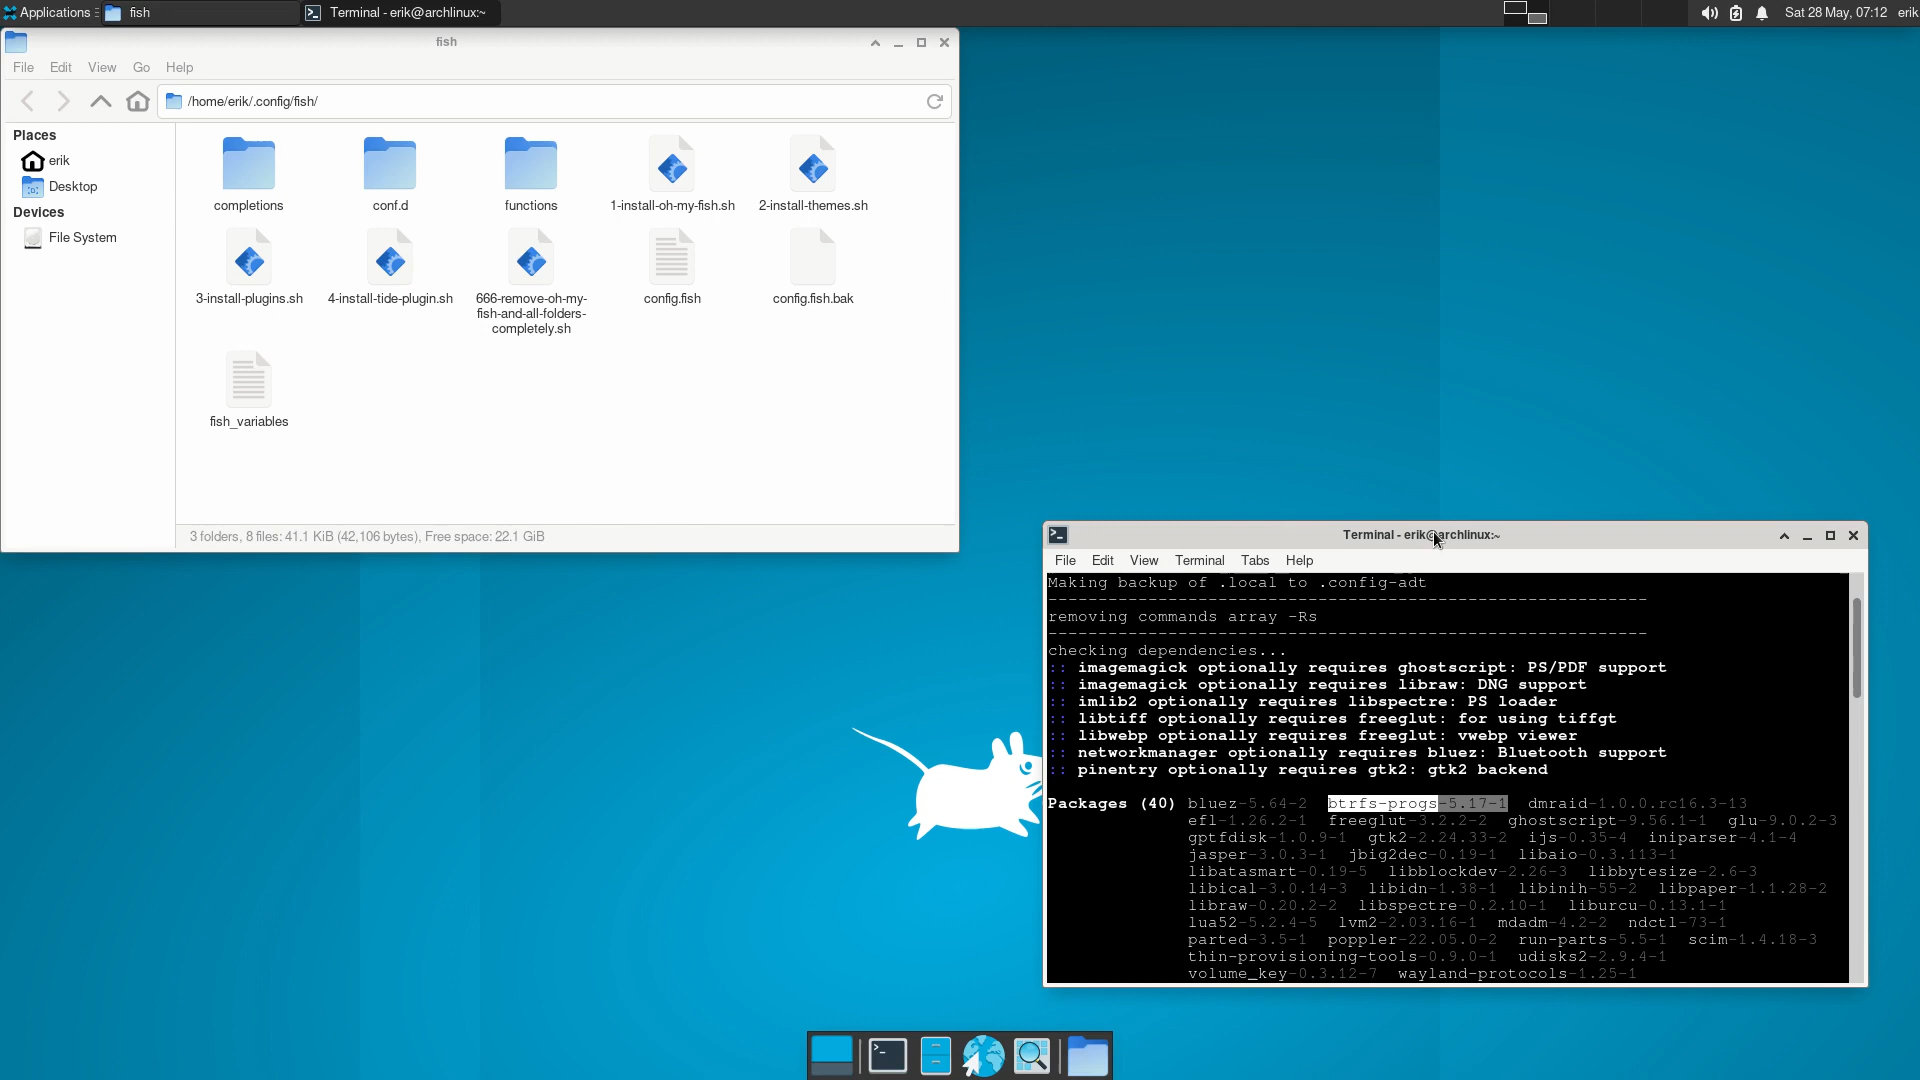 Applications
fish
Terminal - erik@archlinux:~
Sat 28 May, 07:12
erik
fish
File Edit View Go Help
/home/erik/.config/fish/
Places
erik
Desktop
Devices
File System
completions
conf.d
functions
1-install-oh-my-fish.sh
2-install-themes.sh
3-install-plugins.sh
4-install-tide-plugin.sh
666-remove-oh-my-
fish-and-all-folders-
completely.sh
config.fish
config.fish.bak
fish_variables
3 folders, 8 files: 41.1 KiB (42,106 bytes), Free space: 22.1 GiB
Terminal - erik@archlinux:~
File Edit View Terminal Tabs Help
Making backup of .local to .config-adt
------------------------------------------------------------
removing commands array -Rs
------------------------------------------------------------
checking dependencies...
:: imagemagick optionally requires ghostscript: PS/PDF support
:: imagemagick optionally requires libraw: DNG support
:: imlib2 optionally requires libspectre: PS loader
:: libtiff optionally requires freeglut: for using tiffgt
:: libwebp optionally requires freeglut: vwebp viewer
:: networkmanager optionally requires bluez: Bluetooth support
:: pinentry optionally requires gtk2: gtk2 backend
Packages (40) bluez-5.64-2 btrfs-progs-5.17-1 dmraid-1.0.0.rc16.3-13
efl-1.26.2-1 freeglut-3.2.2-2 ghostscript-9.56.1-1 glu-9.0.2-3
gptfdisk-1.0.9-1 gtk2-2.24.33-2 ijs-0.35-4 iniparser-4.1-4
jasper-3.0.3-1 jbig2dec-0.19-1 libaio-0.3.113-1
libatasmart-0.19-5 libblockdev-2.26-3 libbytesize-2.6-3
libical-3.0.14-3 libidn-1.38-1 libinih-55-2 libpaper-1.1.28-2
libraw-0.20.2-2 libspectre-0.2.10-1 liburcu-0.13.1-1
lua52-5.2.4-5 lvm2-2.03.16-1 mdadm-4.2-2 ndctl-73-1
parted-3.5-1 poppler-22.05.0-2 run-parts-5.5-1 scim-1.4.18-3
thin-provisioning-tools-0.9.0-1 udisks2-2.9.4-1
volume_key-0.3.12-7 wayland-protocols-1.25-1